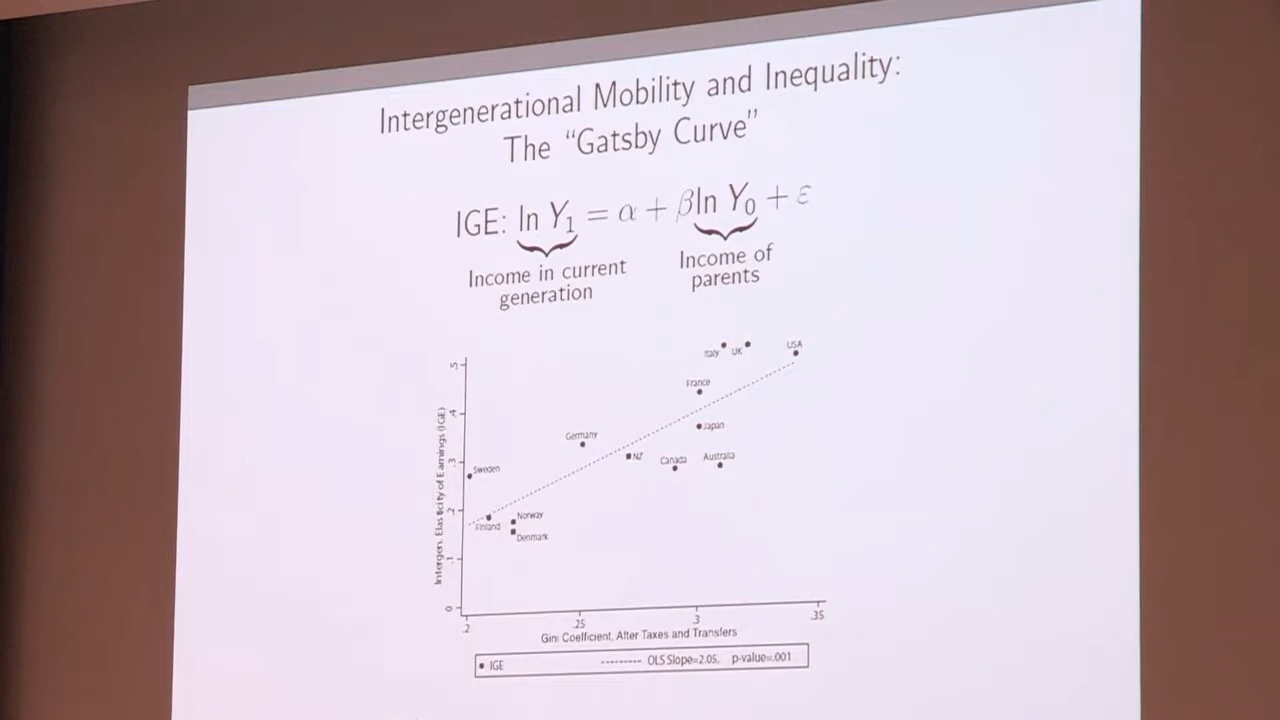 Intergenerational Mobility and Inequality:
The “Gatsby Curve”
IGE: ln Y₁ = α + βln Y₀ + ε
Income in current
generation
Income of
parents
Italy
UK
USA
France
Japan
Germany
NZ
Canada
Australia
Sweden
Finland
Norway
Denmark
Intergen. Elasticity of Earnings (IGE)
.5
.4
.3
.2
.1
0
.2
.25
.3
.35
Gini Coefficient, After Taxes and Transfers
IGE
OLS Slope=2.05, p-value=.001